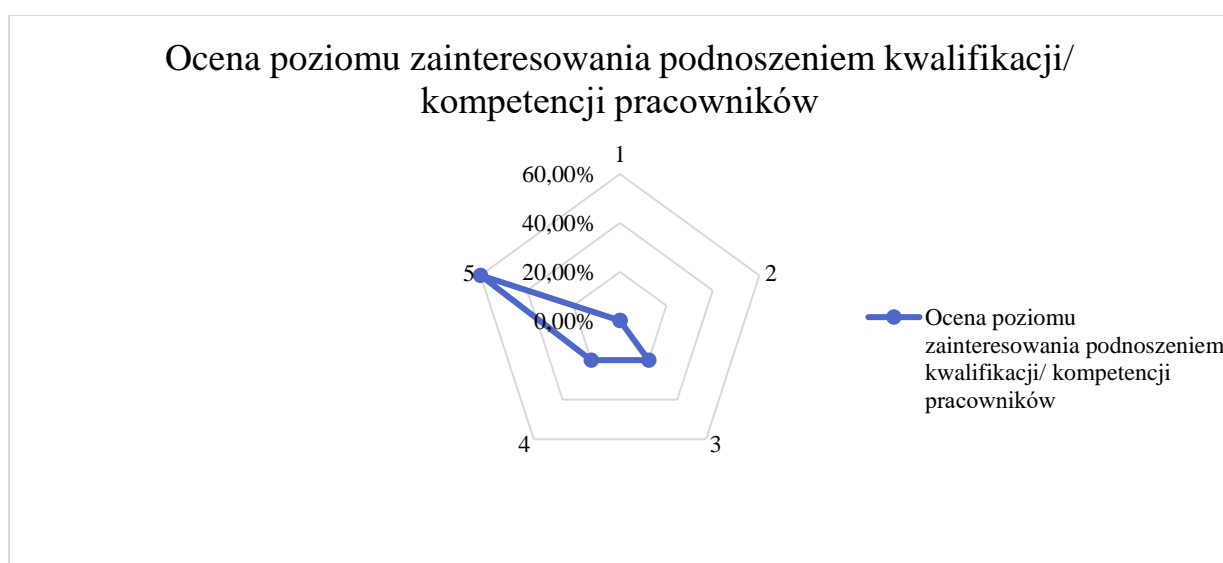 Ocena poziomu zainteresowania podnoszeniem kwalifikacji/
kompetencji pracowników
1
60,00%
40,00%
20,00%
0,00%
2
3
4
5
Ocena poziomu
zainteresowania podnoszeniem
kwalifikacji/ kompetencji
pracowników